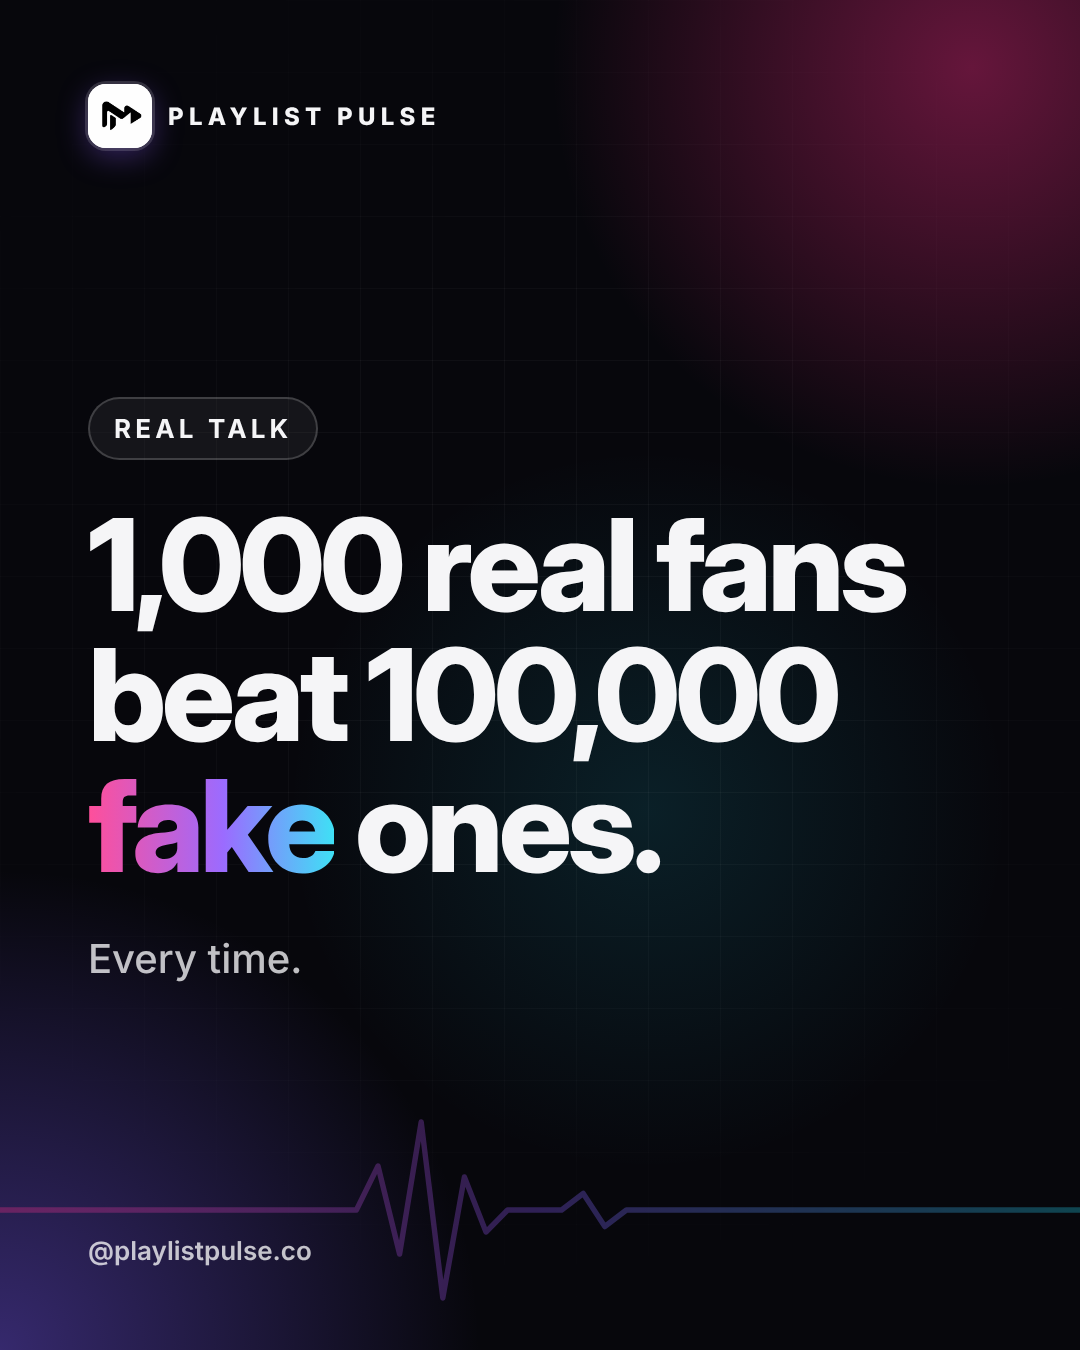 PLAYLIST PULSE
REAL TALK
1,000 real fans
beat 100,000
fake ones.
Every time.
@playlistpulse.co